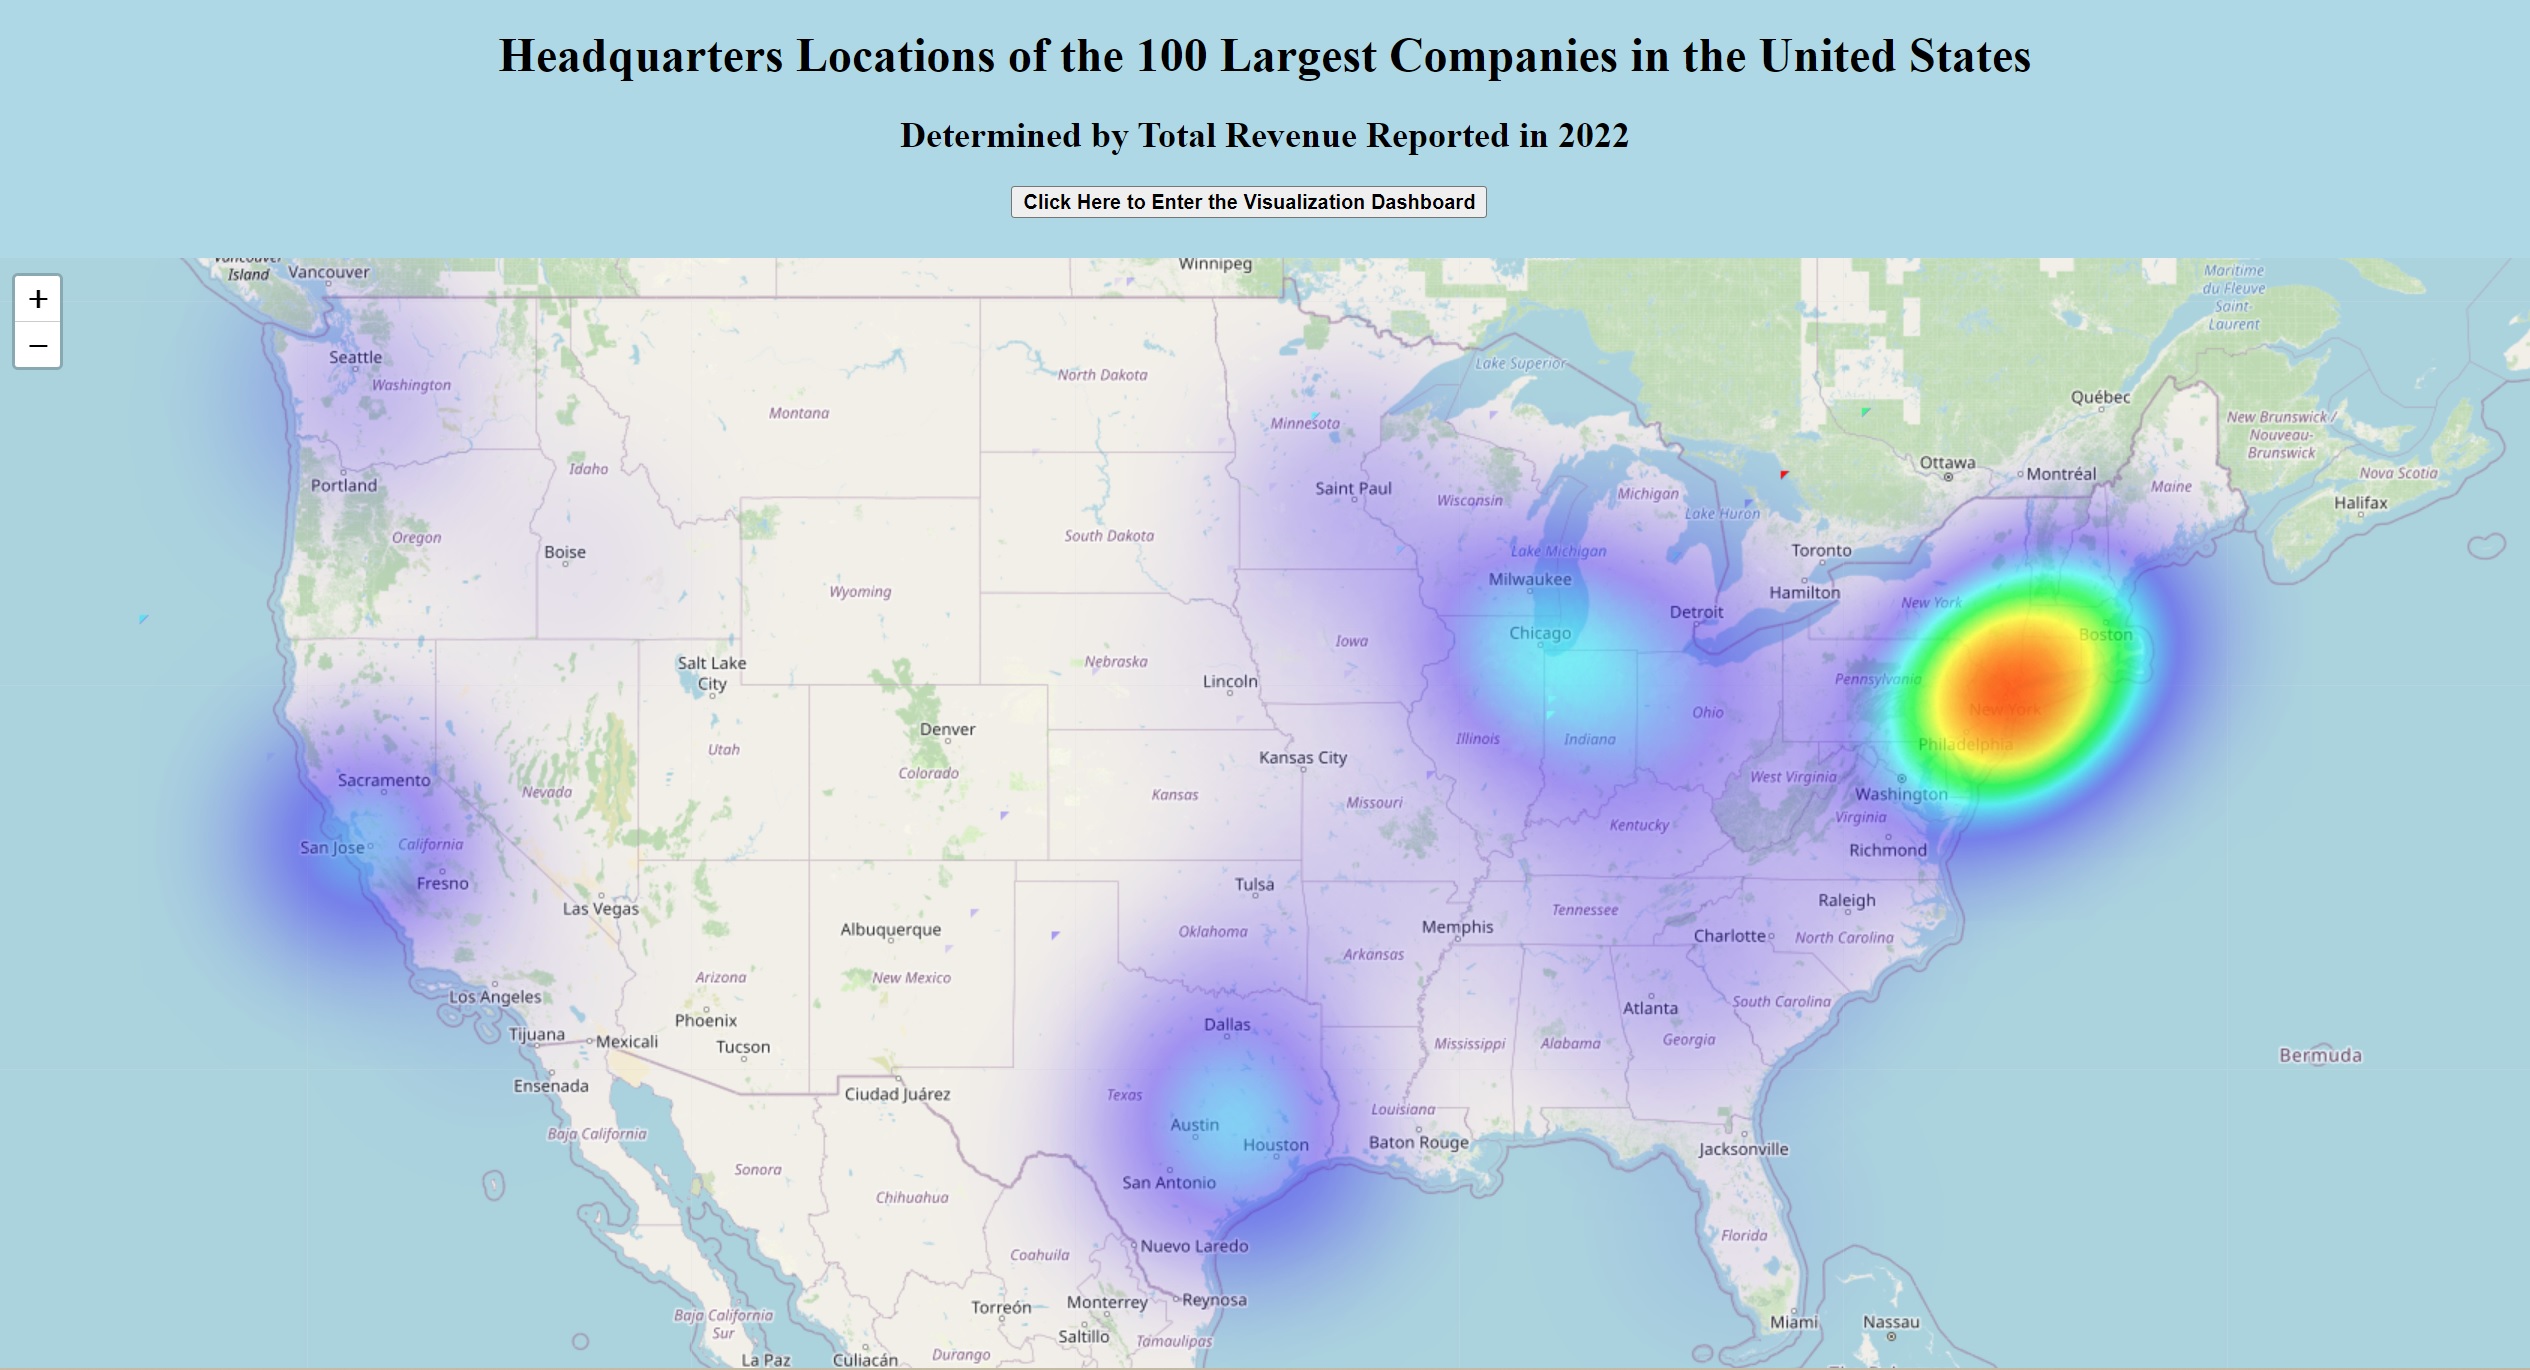 Headquarters Locations of the 100 Largest Companies in the United States
Determined by Total Revenue Reported in 2022
Click Here to Enter the Visualization Dashboard
+
−
Vancouver
Island
Vancouver
Winnipeg
Maritime
du Fleuve
Saint-
Laurent
Seattle
Washington
North Dakota
Montana
Minnesota
Lake Superior
Québec
New Brunswick /
Nouveau-
Brunswick
Idaho
Portland
Saint Paul
Wisconsin
Michigan
Lake Huron
Ottawa
Montréal
Maine
Nova Scotia
Halifax
Oregon
Boise
South Dakota
Lake Michigan
Toronto
Milwaukee
Hamilton
Wyoming
New York
Detroit
Chicago
Boston
Iowa
Salt Lake
City
Nebraska
Lincoln
Pennsylvania
Ohio
New York
Denver
Utah
Illinois
Indiana
Philadelphia
Kansas City
Colorado
Sacramento
Nevada
Kansas
Missouri
West Virginia
Washington
Virginia
Kentucky
San Jose
California
Richmond
Fresno
Tulsa
Las Vegas
Raleigh
Tennessee
Albuquerque
Oklahoma
Memphis
Charlotte
North Carolina
Arkansas
Arizona
New Mexico
Los Angeles
South Carolina
Atlanta
Phoenix
Dallas
Tijuana
Mexicali
Tucson
Mississippi
Alabama
Georgia
Bermuda
Ensenada
Ciudad Juárez
Texas
Louisiana
Austin
Houston
Baton Rouge
Jacksonville
Baja California
Sonora
San Antonio
Chihuahua
Florida
Nuevo Laredo
Coahuila
Reynosa
Monterrey
Torreón
Baja California
Sur
Saltillo
Tamaulipas
Miami
Nassau
La Paz
Culiacán
Durango